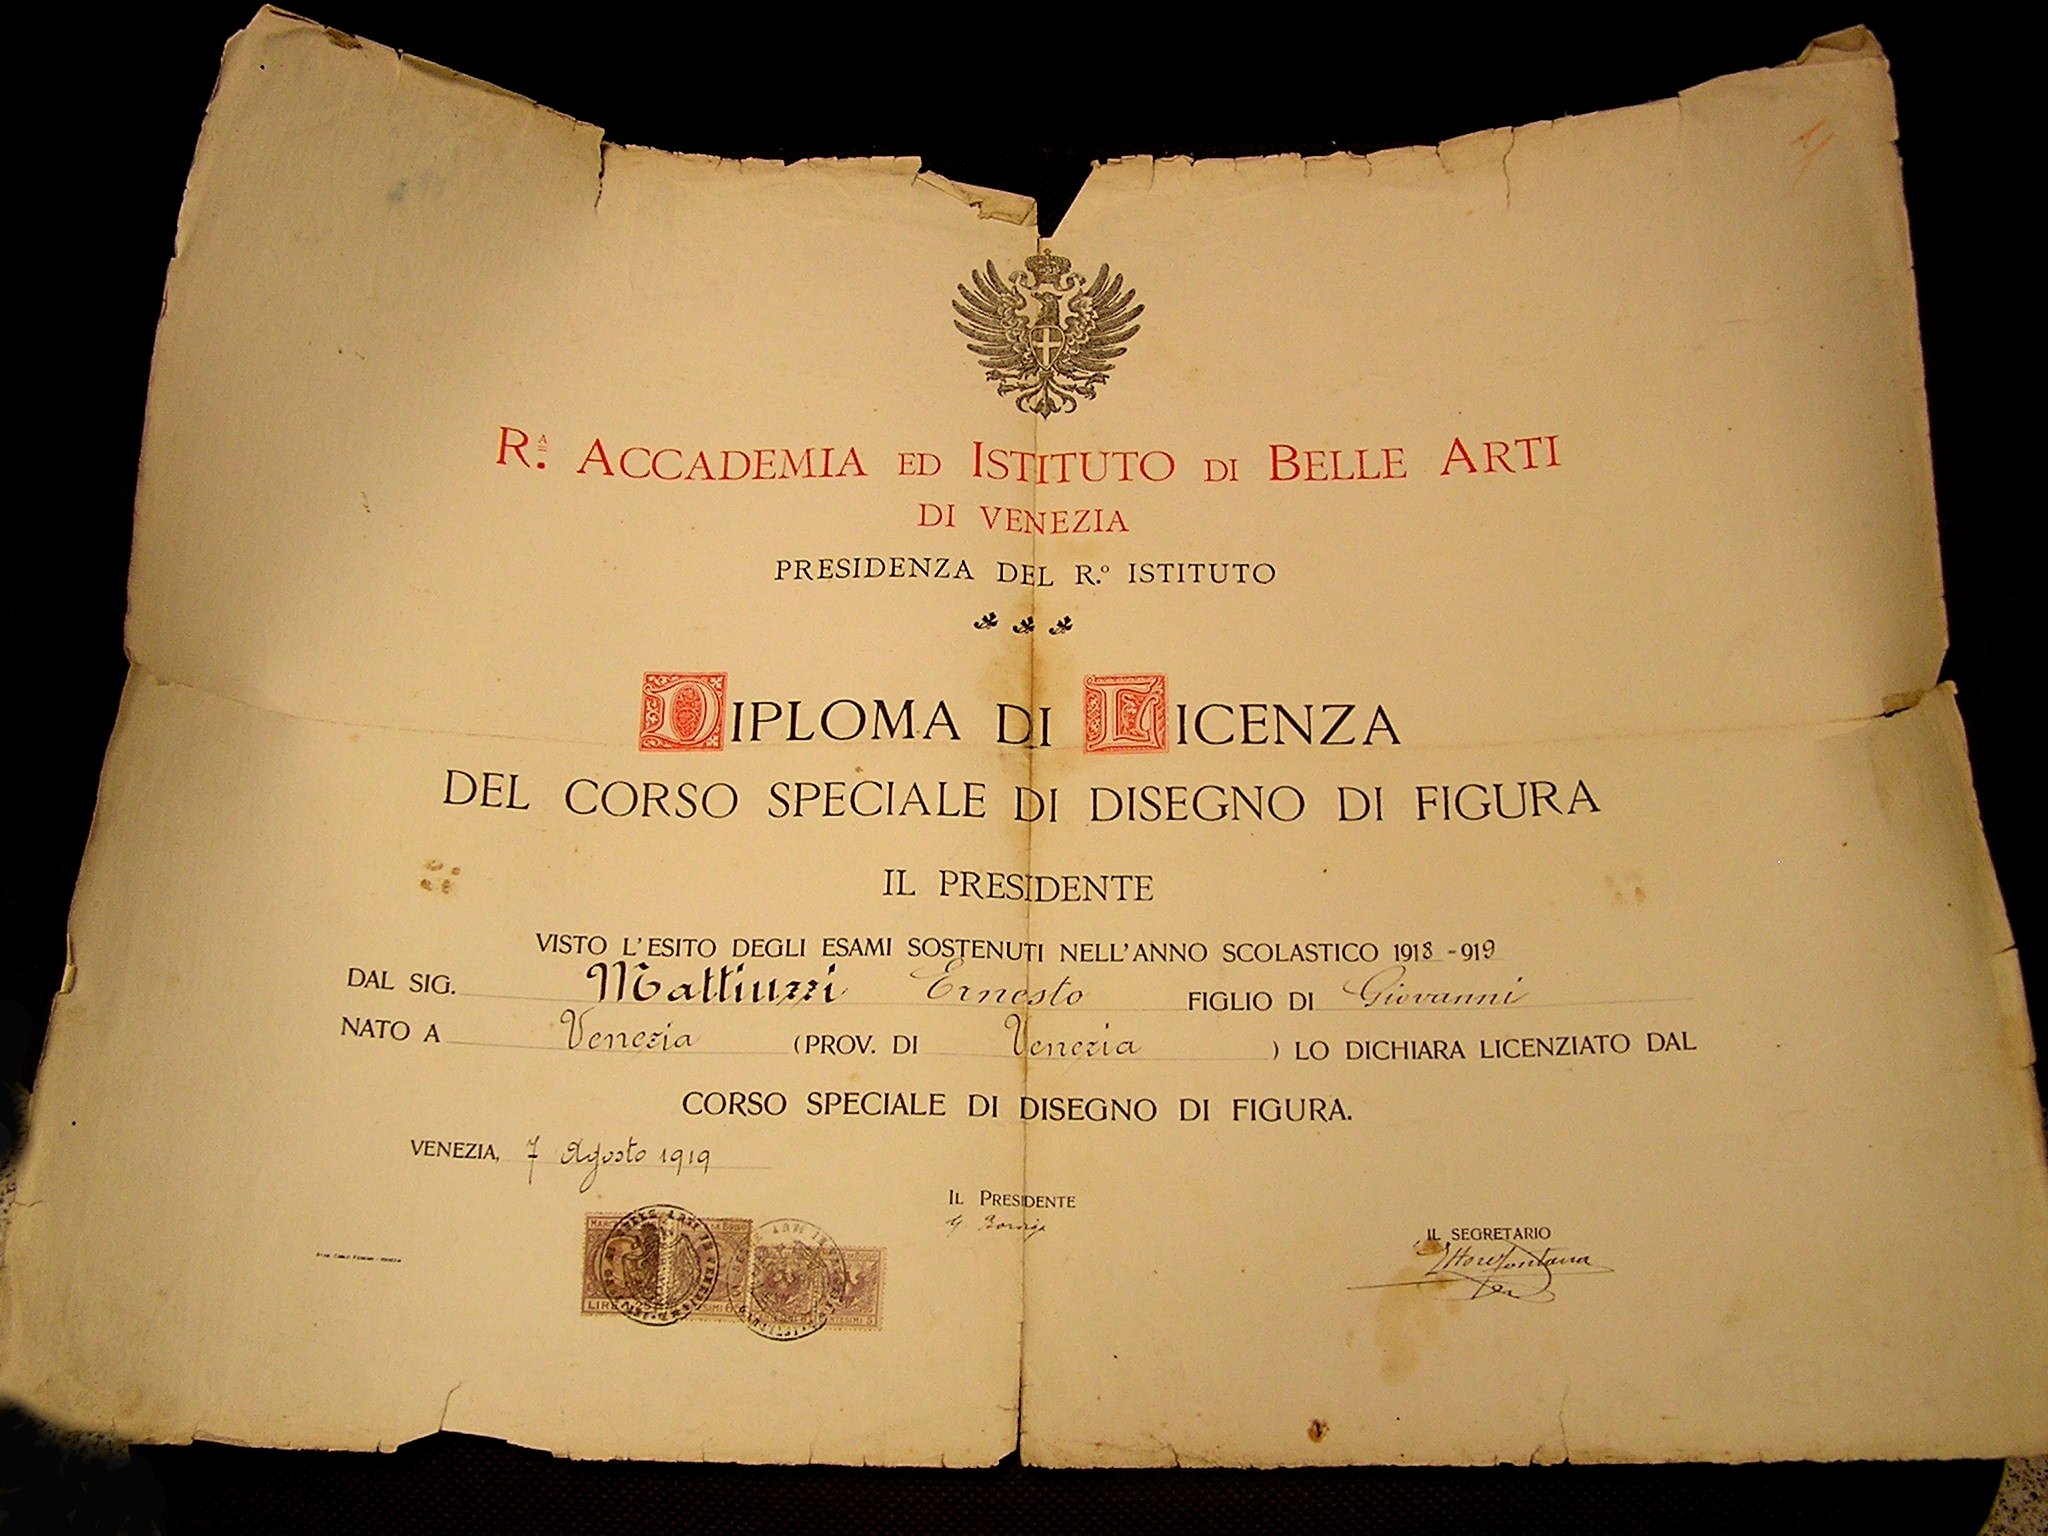 R.ᴬ ACCADEMIA ED ISTITUTO DI BELLE ARTI
DI VENEZIA
PRESIDENZA DEL R.º ISTITUTO
DIPLOMA DI LICENZA
DEL CORSO SPECIALE DI DISEGNO DI FIGURA
IL PRESIDENTE
VISTO L'ESITO DEGLI ESAMI SOSTENUTI NELL'ANNO SCOLASTICO 1918-919
DAL SIG. Mattiuzzi Ernesto FIGLIO DI Giovanni
NATO A Venezia (PROV. DI Venezia) LO DICHIARA LICENZIATO DAL
CORSO SPECIALE DI DISEGNO DI FIGURA.
VENEZIA, 7 Agosto 1919
IL PRESIDENTE
IL SEGRETARIO
Ettore Fontana